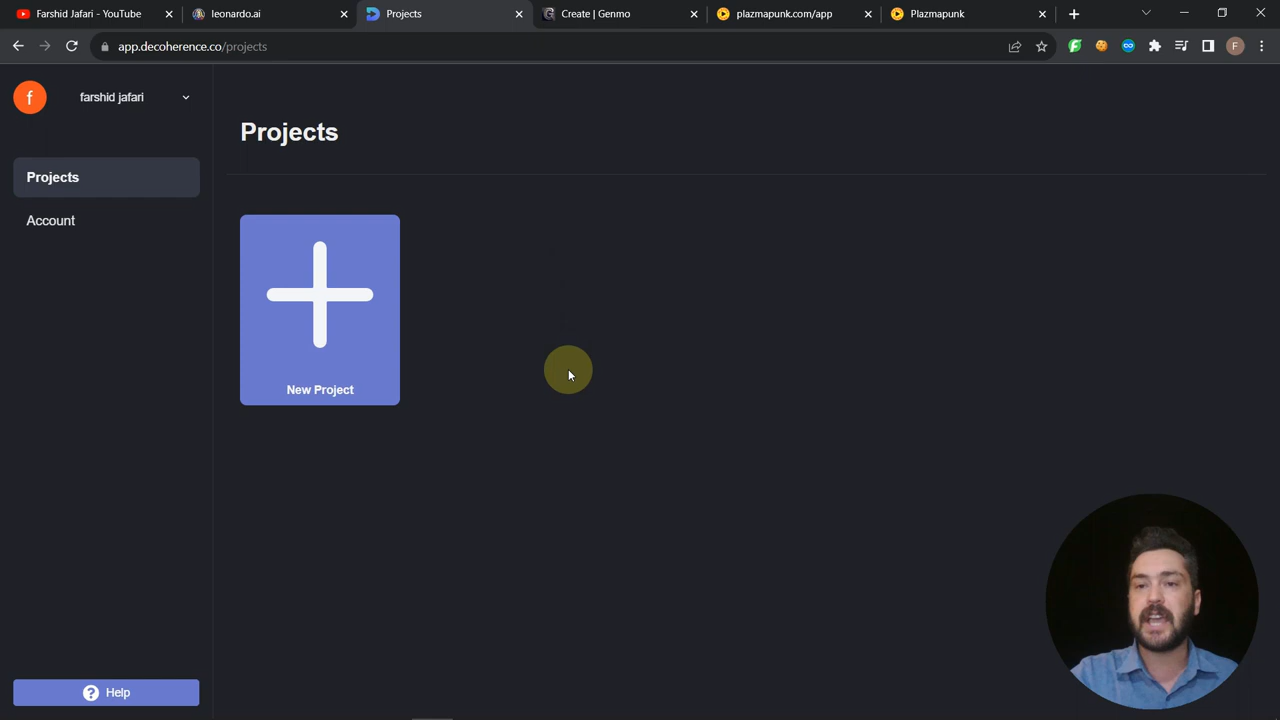 Farshid Jafari - YouTube
leonardo.ai
Projects
Create | Genmo
plazmapunk.com/app
Plazmapunk
app.decoherence.co/projects
F
f
farshid jafari
Projects
Account
Projects
New Project
? Help